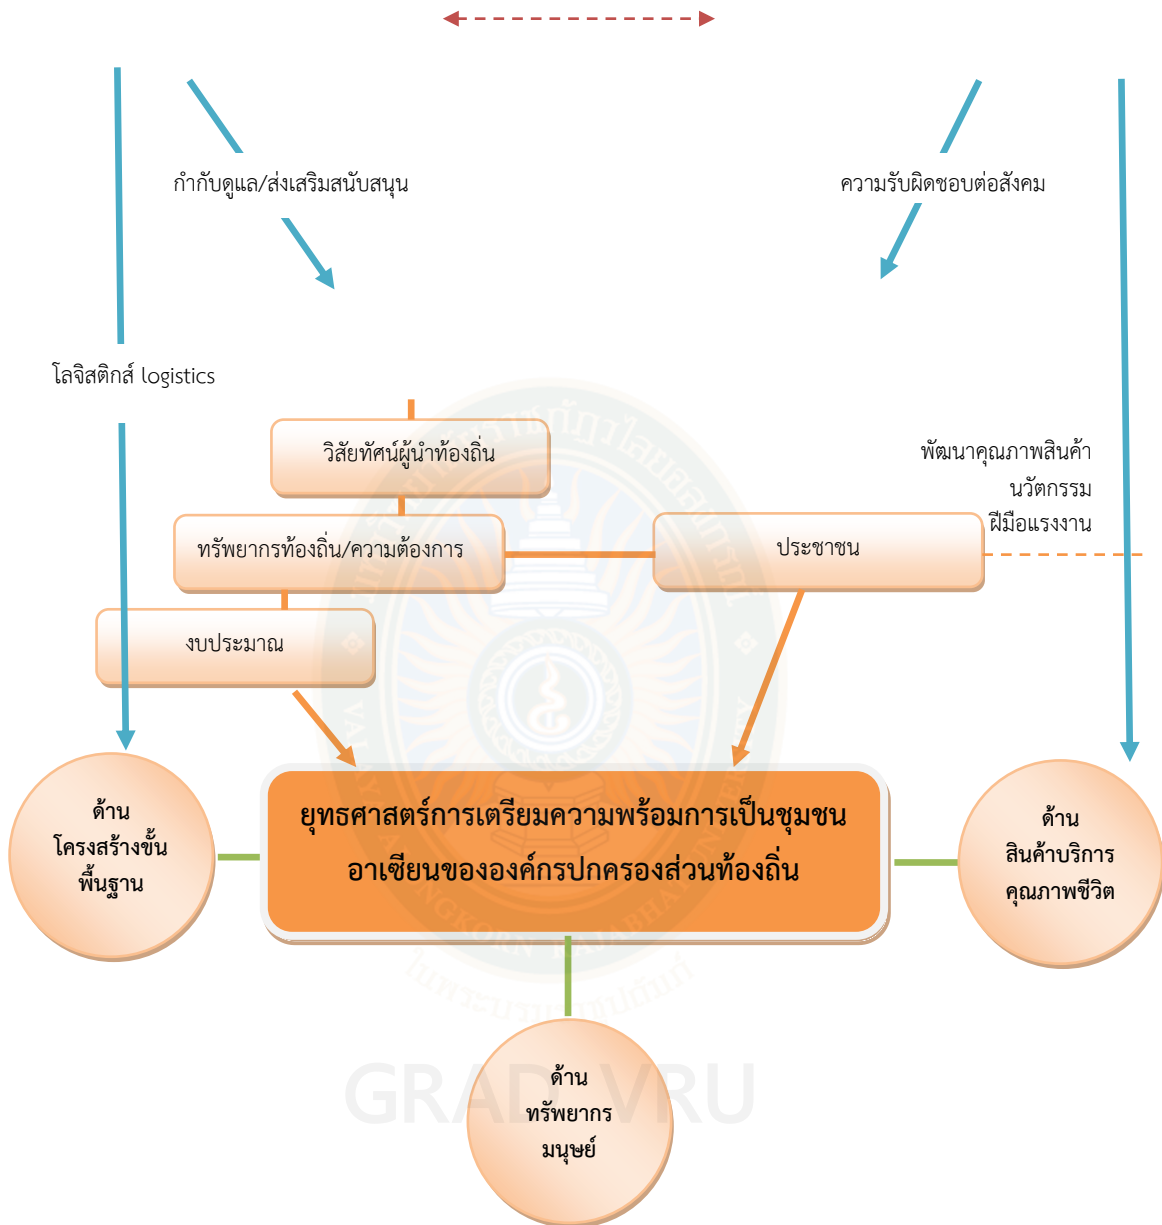 กำกับดูแล/ส่งเสริมสนับสนุน
ความรับผิดชอบต่อสังคม
โลจิสติกส์ logistics
วิสัยทัศน์ผู้นำท้องถิ่น
พัฒนาคุณภาพสินค้า
นวัตกรรม
ฝีมือแรงงาน
ทรัพยากรท้องถิ่น/ความต้องการ
ประชาชน
งบประมาณ
ด้าน
โครงสร้างขั้น
พื้นฐาน
ยุทธศาสตร์การเตรียมความพร้อมการเป็นชุมชน
อาเซียนขององค์กรปกครองส่วนท้องถิ่น
ด้าน
สินค้าบริการ
คุณภาพชีวิต
ด้าน
ทรัพยากร
มนุษย์
GRAD VRU